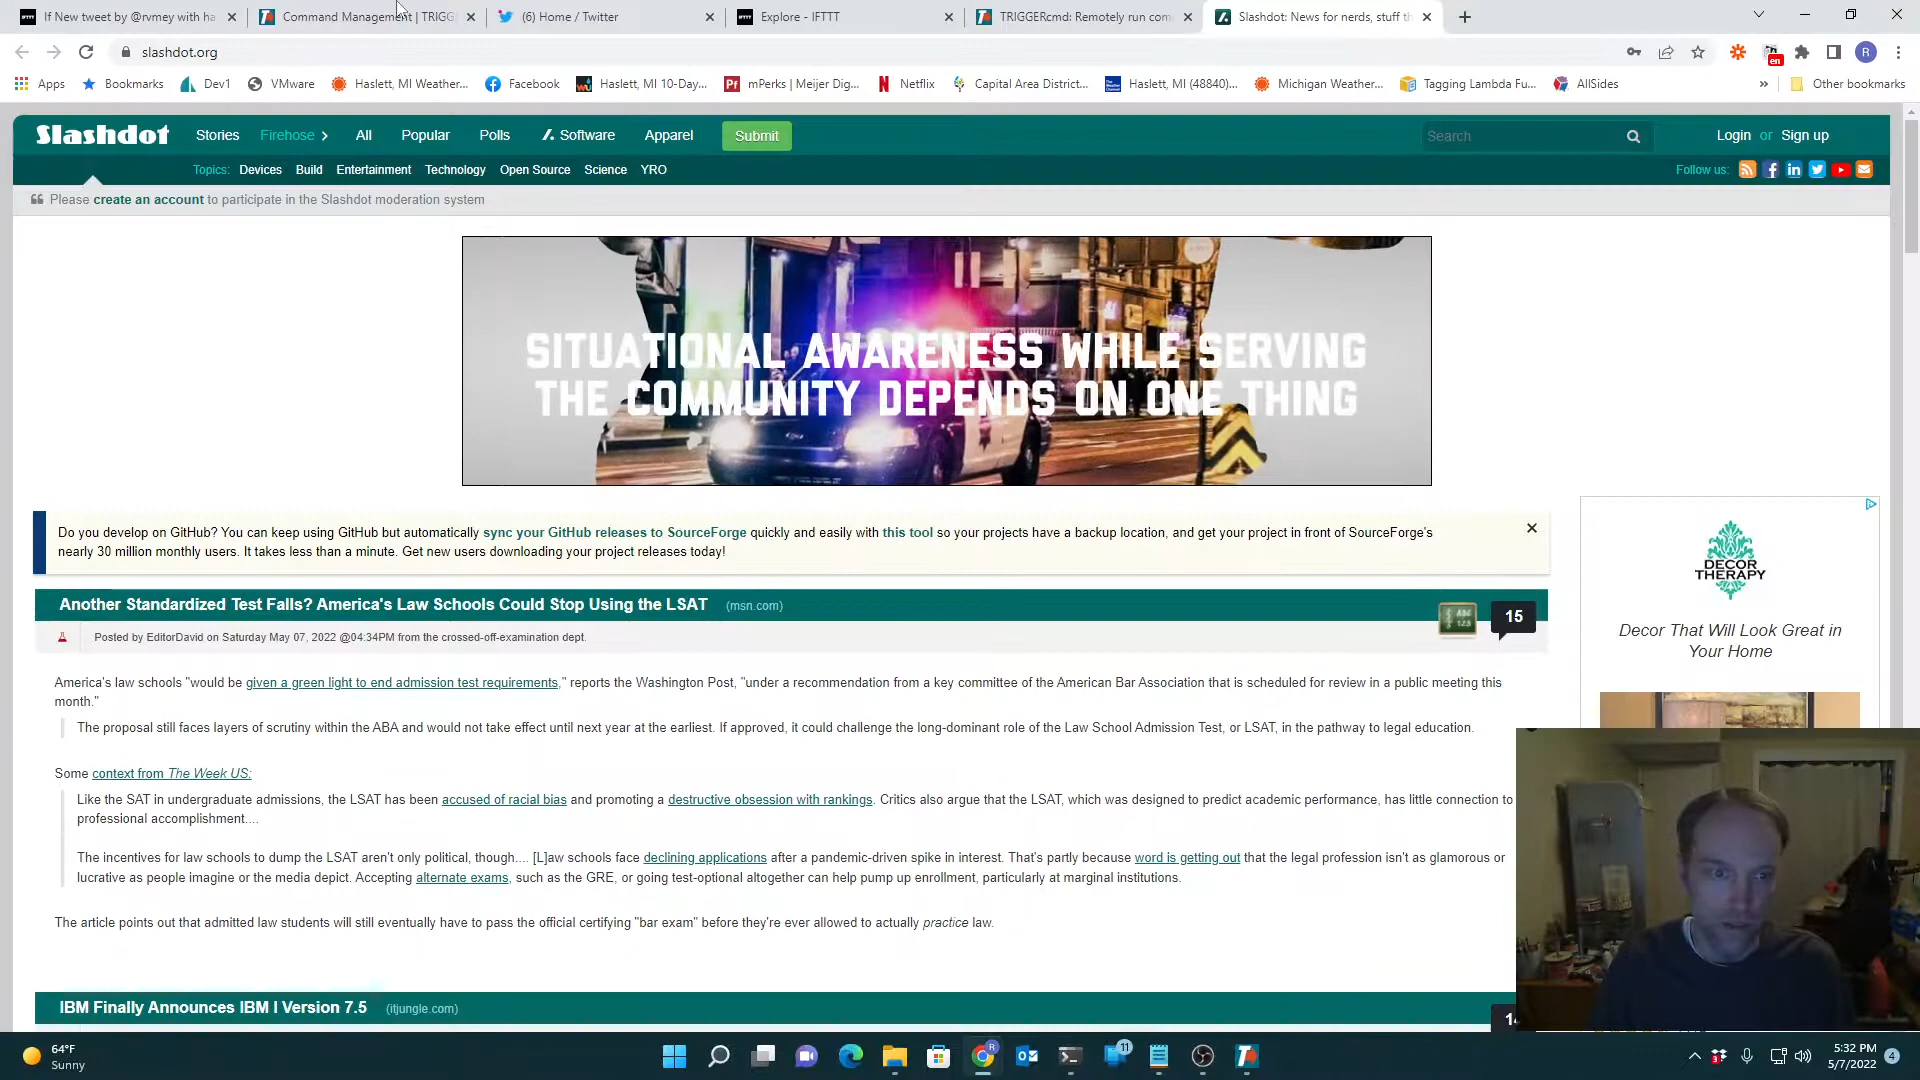 If New tweet by @rvmey with ha
Command Management | TRIGG
(6) Home / Twitter
Explore - IFTTT
TRIGGERcmd: Remotely run com
Slashdot: News for nerds, stuff th
slashdot.org
en
R
Apps
Bookmarks
Dev1
VMware
Haslett, MI Weather...
Facebook
Haslett, MI 10-Day...
mPerks | Meijer Dig...
Netflix
Capital Area District...
Haslett, MI (48840)...
Michigan Weather...
Tagging Lambda Fu...
AllSides
»
Other bookmarks
Slashdot
Stories
Firehose
All
Popular
Polls
Software
Apparel
Submit
Search
Login or Sign up
Topics: Devices Build Entertainment Technology Open Source Science YRO
Follow us:
Please create an account to participate in the Slashdot moderation system
SITUATIONAL AWARENESS WHILE SERVING
THE COMMUNITY DEPENDS ON ONE THING
Do you develop on GitHub? You can keep using GitHub but automatically sync your GitHub releases to SourceForge quickly and easily with this tool so your projects have a backup location, and get your project in front of SourceForge's
nearly 30 million monthly users. It takes less than a minute. Get new users downloading your project releases today!
DECOR
THERAPY
Decor That Will Look Great in
Your Home
Another Standardized Test Falls? America's Law Schools Could Stop Using the LSAT (msn.com)
15
Posted by EditorDavid on Saturday May 07, 2022 @04:34PM from the crossed-off-examination dept.
America's law schools "would be given a green light to end admission test requirements," reports the Washington Post, "under a recommendation from a key committee of the American Bar Association that is scheduled for review in a public meeting this
month."
The proposal still faces layers of scrutiny within the ABA and would not take effect until next year at the earliest. If approved, it could challenge the long-dominant role of the Law School Admission Test, or LSAT, in the pathway to legal education.
Some context from The Week US:
Like the SAT in undergraduate admissions, the LSAT has been accused of racial bias and promoting a destructive obsession with rankings. Critics also argue that the LSAT, which was designed to predict academic performance, has little connection to
professional accomplishment....
The incentives for law schools to dump the LSAT aren't only political, though.... [L]aw schools face declining applications after a pandemic-driven spike in interest. That's partly because word is getting out that the legal profession isn't as glamorous or
lucrative as people imagine or the media depict. Accepting alternate exams, such as the GRE, or going test-optional altogether can help pump up enrollment, particularly at marginal institutions.
The article points out that admitted law students will still eventually have to pass the official certifying "bar exam" before they're ever allowed to actually practice law.
IBM Finally Announces IBM I Version 7.5 (itjungle.com)
64°F
Sunny
11
5:32 PM
5/7/2022
4